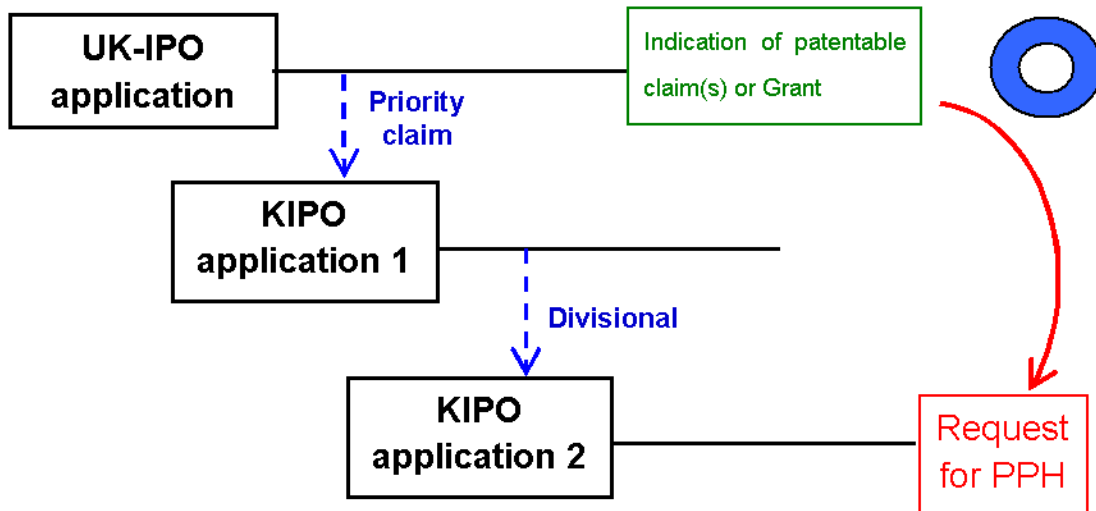 UK-IPO
application
Indication of patentable
claim(s) or Grant
Priority
claim
KIPO
application 1
Divisional
KIPO
application 2
Request
for PPH